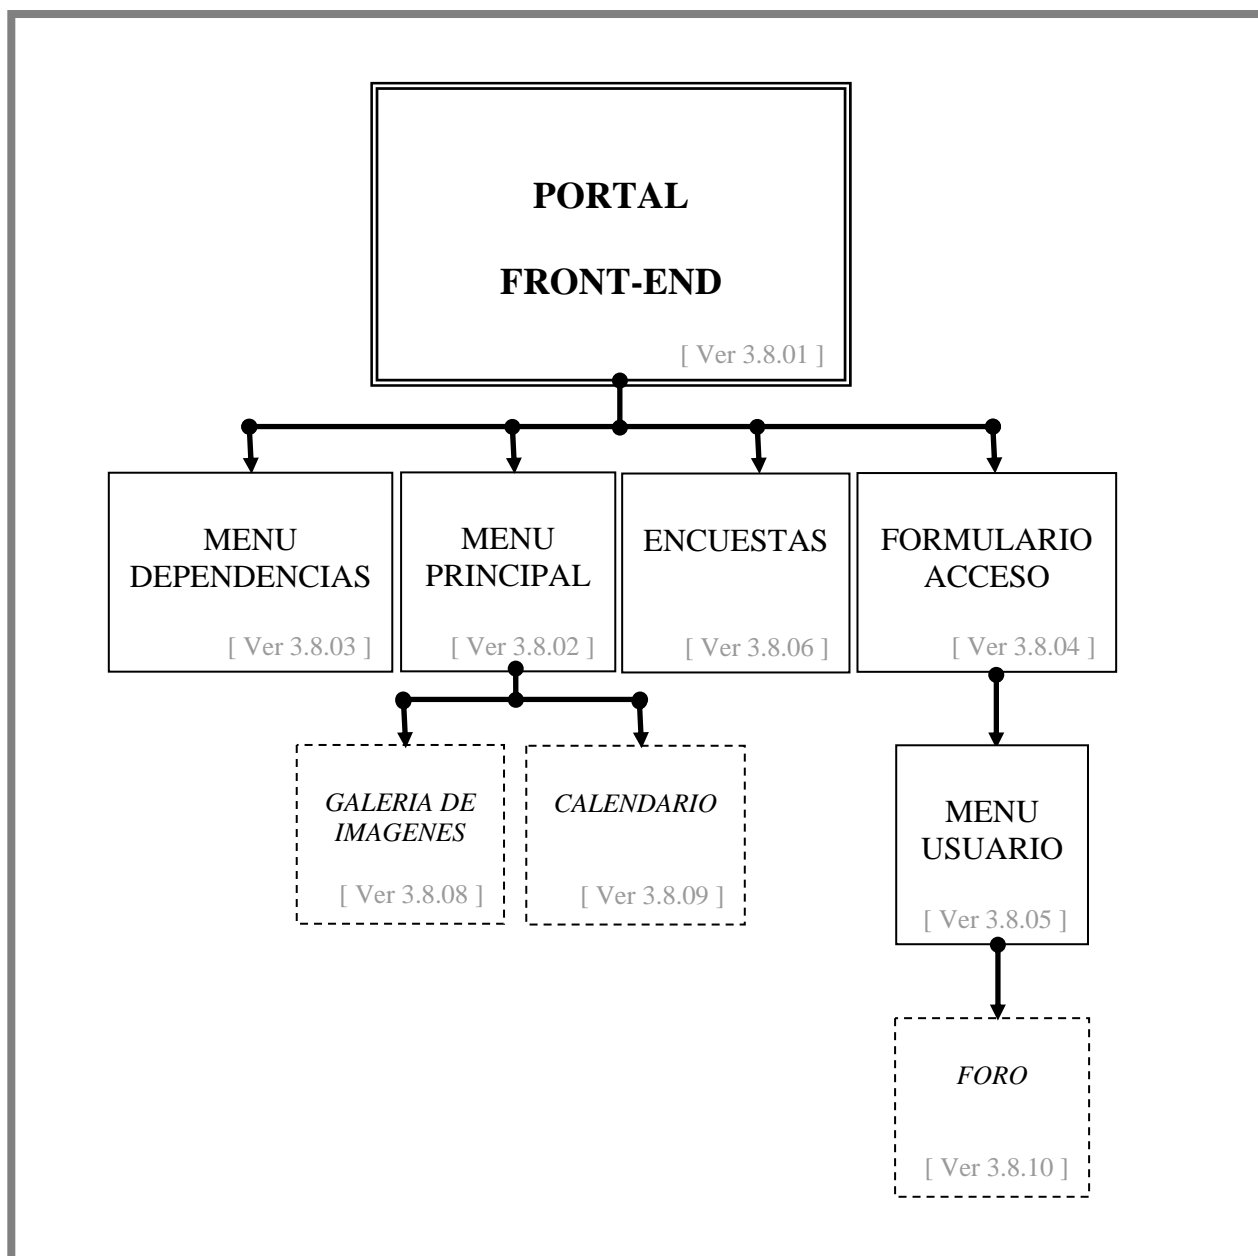 PORTAL
FRONT-END
[ Ver 3.8.01 ]
MENU
DEPENDENCIAS
[ Ver 3.8.03 ]
MENU
PRINCIPAL
[ Ver 3.8.02 ]
ENCUESTAS
[ Ver 3.8.06 ]
FORMULARIO
ACCESO
[ Ver 3.8.04 ]
GALERIA DE
IMAGENES
[ Ver 3.8.08 ]
CALENDARIO
[ Ver 3.8.09 ]
MENU
USUARIO
[ Ver 3.8.05 ]
FORO
[ Ver 3.8.10 ]